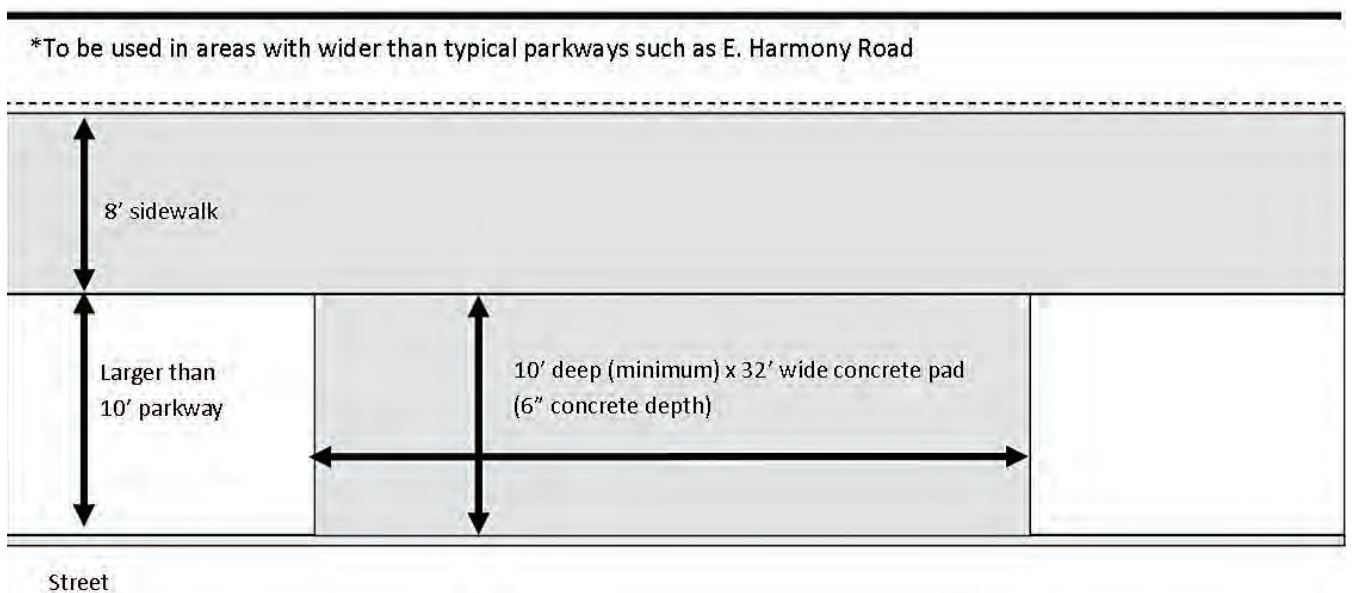 *To be used in areas with wider than typical parkways such as E. Harmony Road
8’ sidewalk
Larger than
10’ parkway
10’ deep (minimum) x 32’ wide concrete pad
(6” concrete depth)
Street